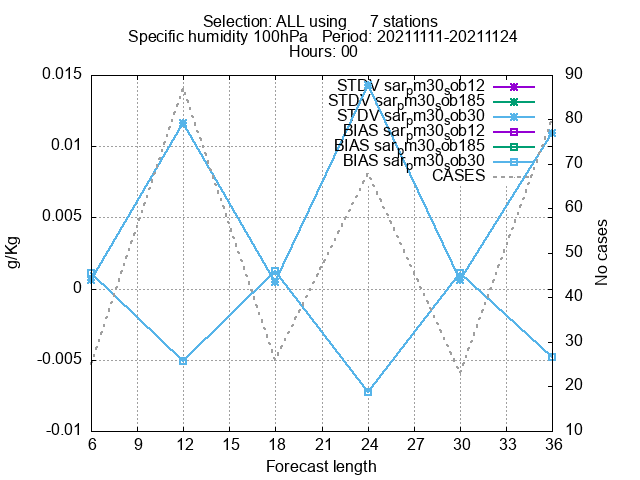 Selection: ALL using 7 stations
Specific humidity 100hPa Period: 20211111-20211124
Hours: 00
STDV sar_pm30_sob12
STDV sar_pm30_sob185
STDV sar_pm30_sob30
BIAS sar_pm30_sob12
BIAS sar_pm30_sob185
BIAS sar_pm30_sob30
CASES
0.015
0.01
0.005
0
-0.005
-0.01
g/Kg
90
80
70
60
50
40
30
20
10
No cases
6 9 12 15 18 21 24 27 30 33 36
Forecast length